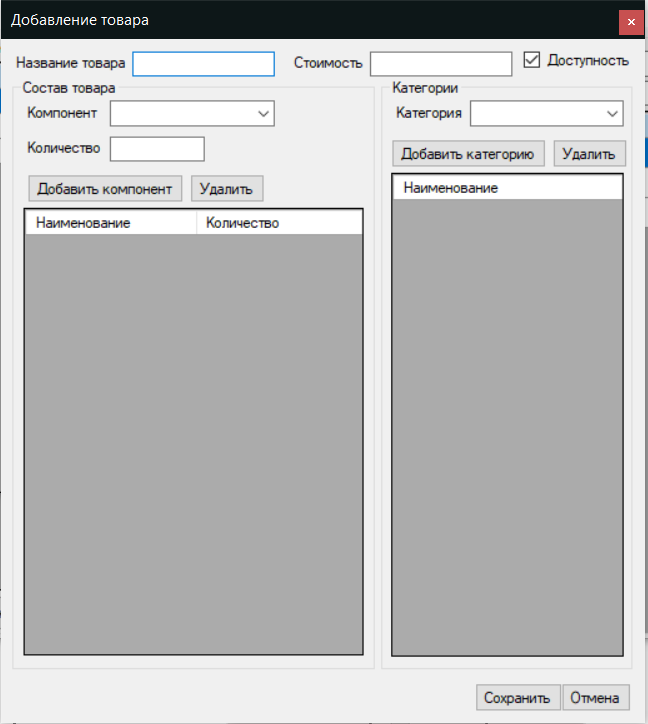 Добавление товара
Название товара
Стоимость
Доступность
Состав товара
Компонент
Количество
Добавить компонент
Удалить
Наименование
Количество
Категории
Категория
Добавить категорию
Удалить
Наименование
Сохранить
Отмена